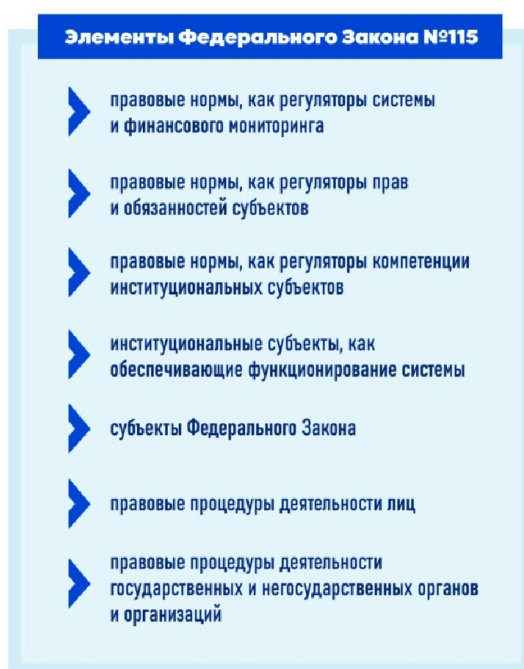 Элементы Федерального Закона №115
правовые нормы, как регуляторы системы
и финансового мониторинга
правовые нормы, как регуляторы прав
и обязанностей субъектов
правовые нормы, как регуляторы компетенции
институциональных субъектов
институциональные субъекты, как
обеспечивающие функционирование системы
субъекты Федерального Закона
правовые процедуры деятельности лиц
правовые процедуры деятельности
государственных и негосударственных органов
и организаций